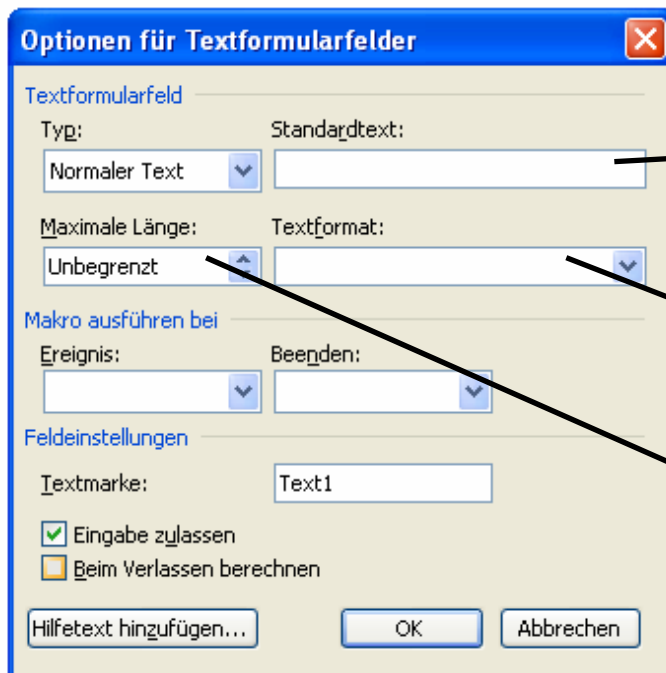 Optionen für Textformularfelder
Textformularfeld
Typ: Standardtext:
Normaler Text
Maximale Länge: Textformat:
Unbegrenzt
Makro ausführen bei
Ereignis: Beenden:
Feldeinstellungen
Textmarke: Text1
Eingabe zulassen
Beim Verlassen berechnen
Hilfetext hinzufügen... OK Abbrechen